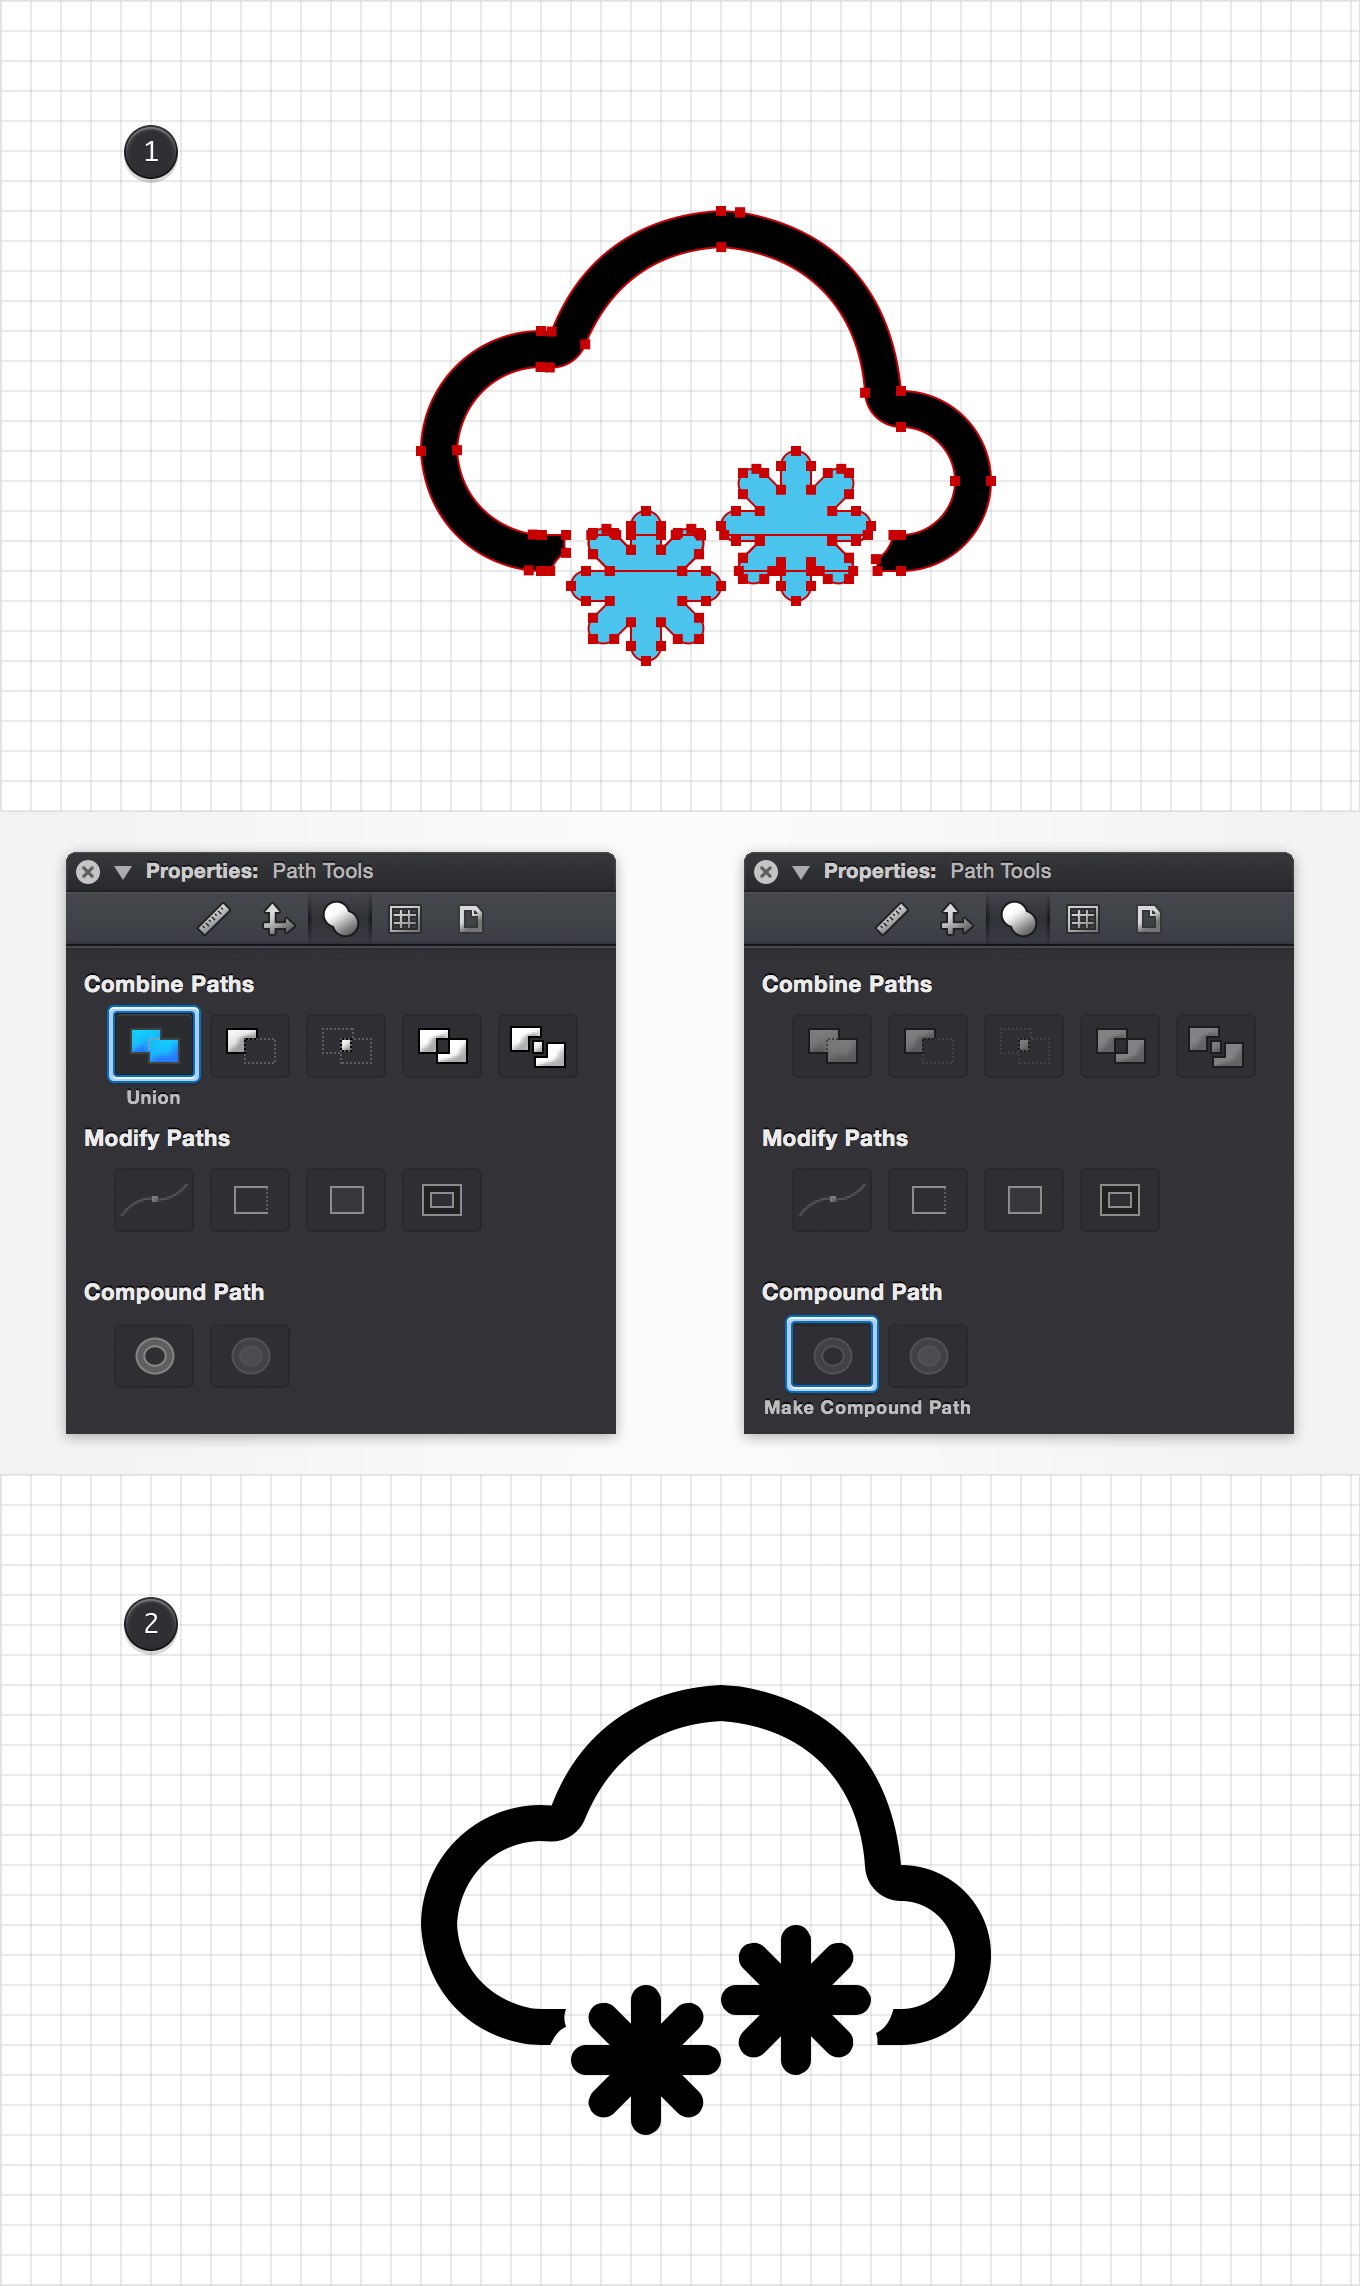 1
Properties: Path Tools
Combine Paths
Union
Modify Paths
Compound Path
Properties: Path Tools
Combine Paths
Modify Paths
Compound Path
Make Compound Path
2